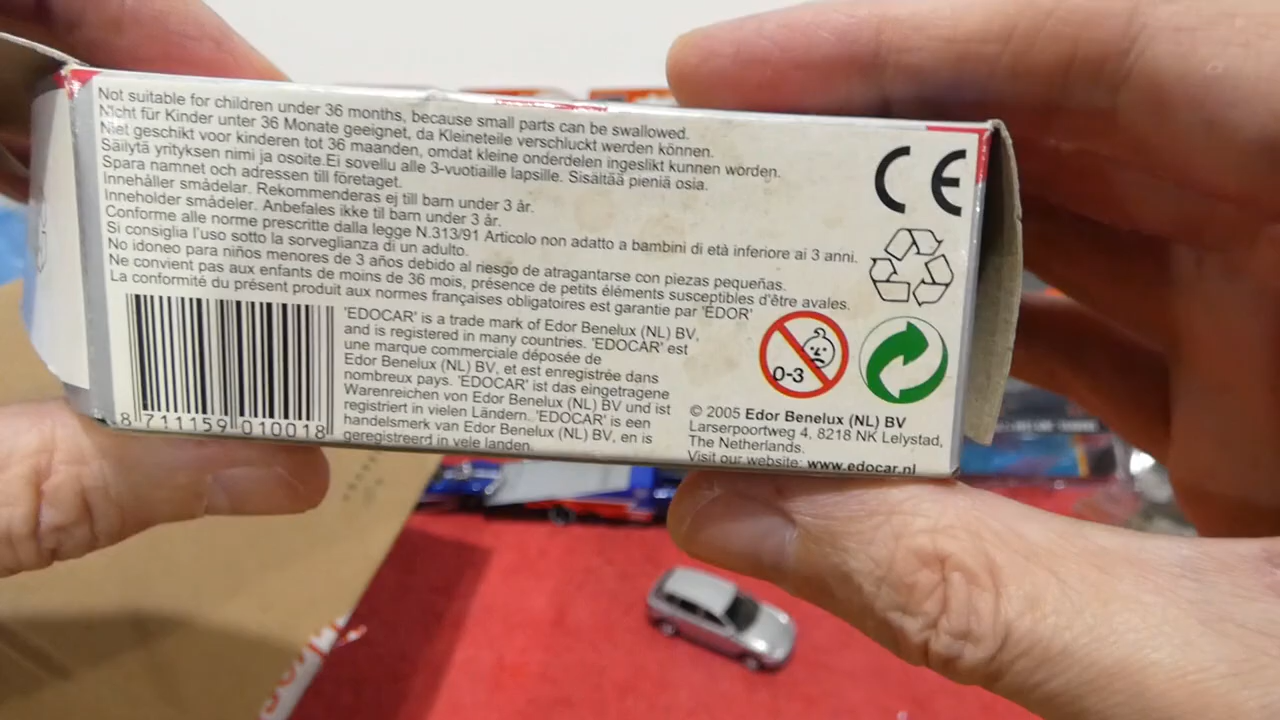 Not suitable for children under 36 months, because small parts can be swallowed.
Nicht für Kinder unter 36 Monate geeignet, da Kleineteile verschluckt werden können.
Niet geschikt voor kinderen tot 36 maanden, omdat kleine onderdelen ingeslikt kunnen worden.
Säilytä yrityksen nimi ja osoite.Ei sovellu alle 3-vuotiaille lapsille. Sisältää pieniä osia.
Spara namnet och adressen till företaget.
Innehåller smådelar. Rekommenderas ej till barn under 3 år.
Inneholder smådeler. Anbefales ikke til barn under 3 år.
Conforme alle norme prescritte dalla legge N.313/91 Articolo non adatto a bambini di età inferiore ai 3 anni.
Si consiglia l'uso sotto la sorveglianza di un adulto.
No idoneo para niños menores de 3 años debido al riesgo de atragantarse con piezas pequeñas.
Ne convient pas aux enfants de moins de 36 mois, présence de petits éléments susceptibles d'être avales.
La conformité du présent produit aux normes françaises obligatoires est garantie par 'EDOR'
CE
'EDOCAR' is a trade mark of Edor Benelux (NL) BV,
and is registered in many countries. 'EDOCAR' est
une marque commerciale déposée de
Edor Benelux (NL) BV, et est enregistrée dans
nombreux pays. 'EDOCAR' ist das eingetragene
Warenreichen von Edor Benelux (NL) BV und ist
registriert in vielen Ländern. 'EDOCAR' is een
handelsmerk van Edor Benelux (NL) BV, en is
geregistreerd in vele landen.
8 711159 010018
0-3
© 2005 Edor Benelux (NL) BV
Larserpoortweg 4, 8218 NK Lelystad,
The Netherlands.
Visit our website: www.edocar.nl